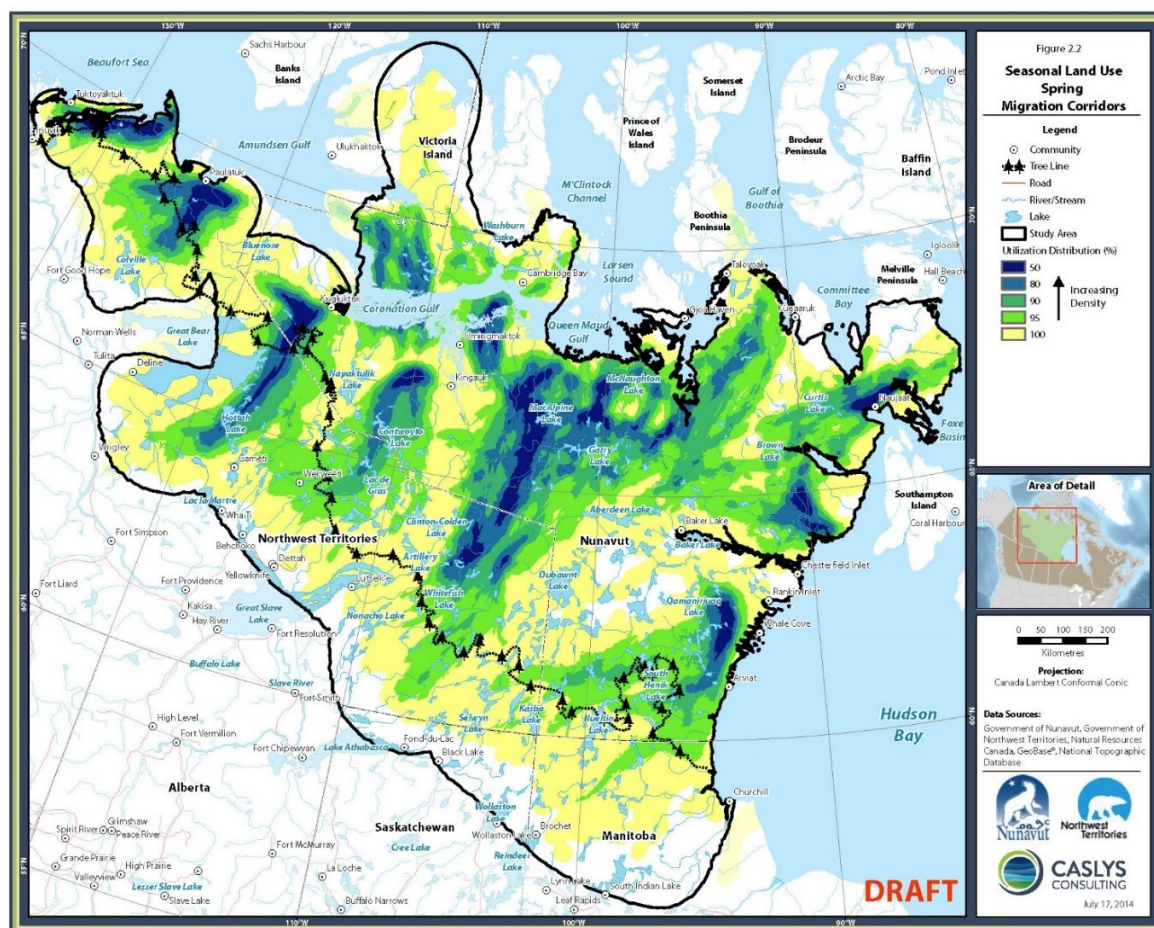 130°W
120°W
110°W
100°W
90°W
80°W
70°N
Beaufort Sea
Sachs Harbour
Banks
Island
Tuktoyaktuk
Inuvik
Amundsen Gulf
Ulukhaktok
Victoria
Island
Prince of
Wales Island
Somerset
Island
Arctic Bay
Pond Inlet
Brodeur
Peninsula
Baffin
Island
Paulatuk
M'Clintock
Channel
Gulf of
Boothia
Boothia
Peninsula
70°N
Washburn
Lake
Bluenose
Lake
Colville
Lake
Fort Good Hope
Cambridge Bay
Larsen
Sound
Taloyoak
Committee
Bay
Melville
Peninsula
Igloolik
Hall Beach
Kugluktuk
Coronation Gulf
Queen Maud
Gulf
Gjoa Haven
Kugaaruk
Norman Wells
65°N
Great Bear
Lake
Tulita
Deline
Umingmaktok
Napaktulik
Lake
Kingauk
McNaughton
Lake
MacAlpine
Lake
Curtis
Lake
Naujaat
Foxe
Basin
Hottah
Lake
Contwoyto
Lake
Garry
Lake
Brown
Lake
Wrigley
Gamèti
Wekweètì
Lac de
Gras
65°N
Lac la Martre
Wha Ti
Aberdeen Lake
Southampton
Island
Coral Harbour
Fort Simpson
Behchoko
Clinton-Colden
Lake
Northwest Territories
Nunavut
Baker Lake
Baker Lake
Dettah
Yellowknife
Artillery
Lake
Chesterfield Inlet
60°N
Fort Liard
Fort Providence
Lutselk'e
Dubawnt
Lake
Rankin Inlet
Kakisa
Great Slave
Lake
Whitefish
Lake
Qamanirjuaq
Lake
Whale Cove
Hay River
Fort Resolution
Nonacho Lake
Buffalo Lake
South
Henik
Lake
Arviat
Slave River
Fort Smith
Kasba
Lake
Nueltin
Lake
60°N
High Level
Selwyn
Lake
Hudson
Bay
Fort Vermilion
Fort Chipewyan
Lake Athabasca
Fond-du-Lac
Black Lake
Alberta
Churchill
Wollaston
Lake
Saskatchewan
Wollaston Lake
Brochet
Manitoba
Grimshaw
Spirit River
Peace River
Cree Lake
Reindeer
Lake
Fort McMurray
Grande Prairie
High Prairie
La Loche
55°N
Valleyview
Lesser Slave Lake
Slave Lake
Buffalo Narrows
Lynn Lake
South Indian Lake
Leaf Rapids
DRAFT
110°W
100°W
90°W
Figure 2.2
Seasonal Land Use
Spring
Migration Corridors
Legend
Community
Tree Line
Road
River/Stream
Lake
Study Area
Utilization Distribution (%)
50
80
90
95
100
Increasing
Density
Area of Detail
0 50 100 150 200
Kilometres
Projection:
Canada Lambert Conformal Conic
Data Sources:
Government of Nunavut, Government of
Northwest Territories, Natural Resources
Canada, GeoBase®, National Topographic
Database
Nunavut
Northwest
Territories
CASLYS
CONSULTING
July 17, 2014